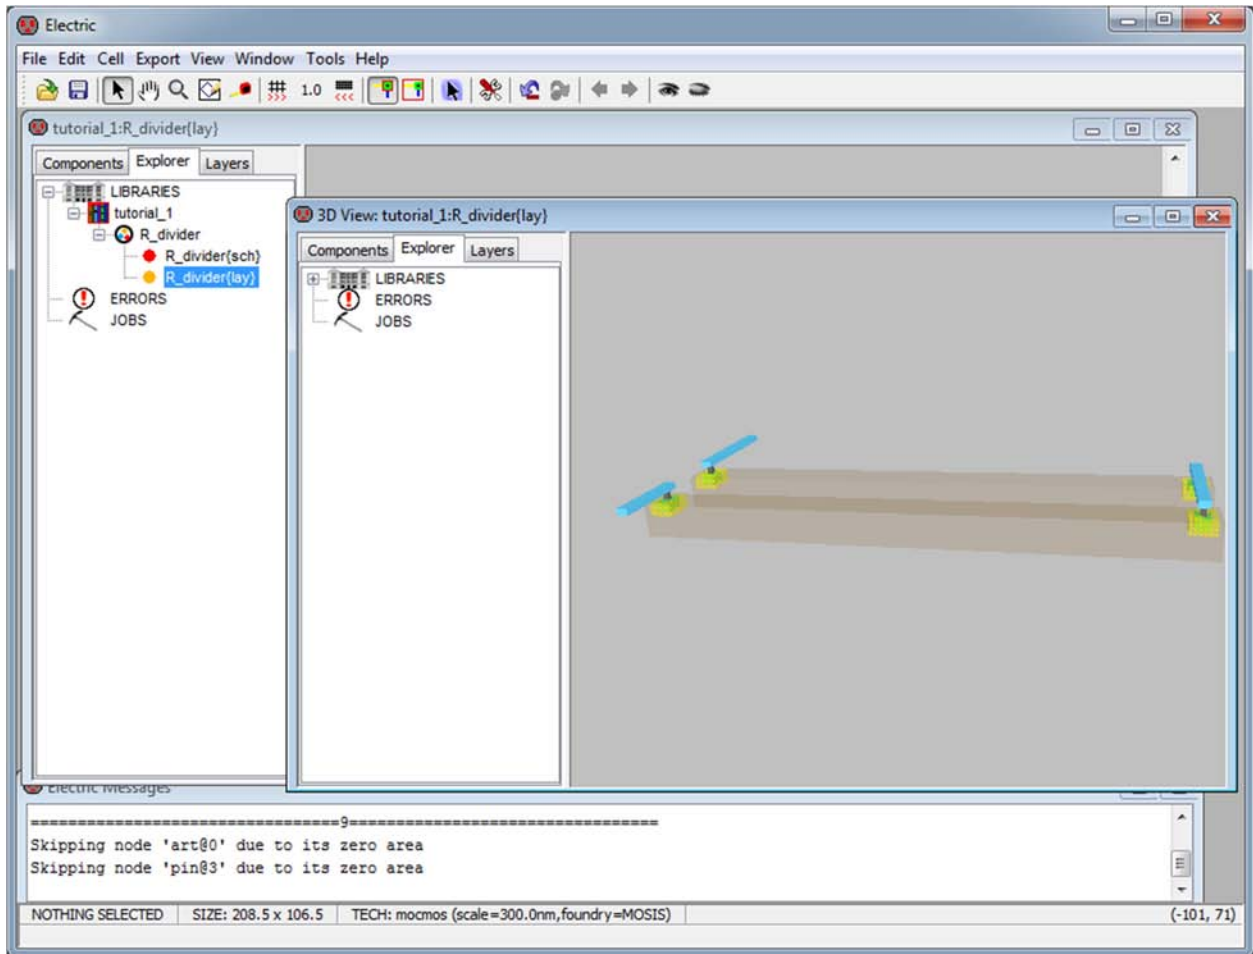 Electric
File Edit Cell Export View Window Tools Help
1.0
tutorial_1:R_divider{lay}
Components Explorer Layers
LIBRARIES
tutorial_1
R_divider
R_divider{sch}
R_divider{lay}
ERRORS
JOBS
3D View: tutorial_1:R_divider{lay}
Components Explorer Layers
LIBRARIES
ERRORS
JOBS
Electric Messages
=================================9=================================
Skipping node 'art@0' due to its zero area
Skipping node 'pin@3' due to its zero area
NOTHING SELECTED SIZE: 208.5 x 106.5 TECH: mocmos (scale=300.0nm,foundry=MOSIS) (-101, 71)